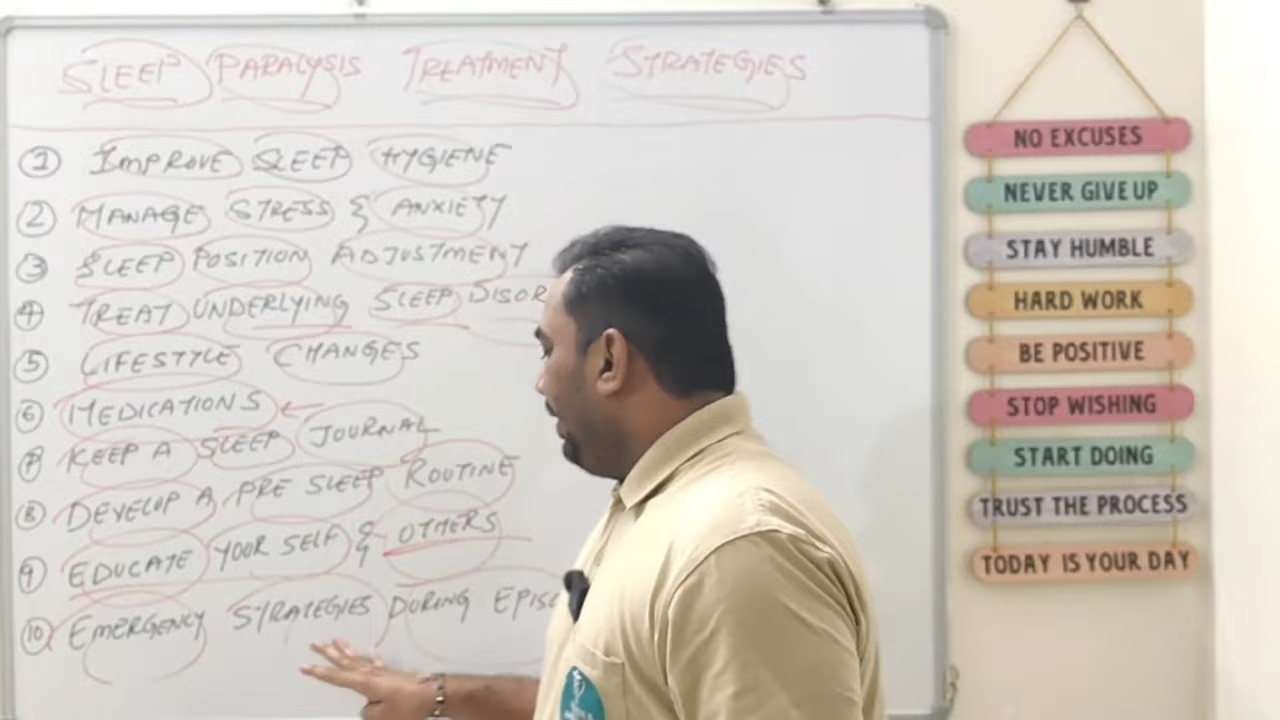 SLEEP PARALYSIS TREATMENT STRATEGIES
1 IMPROVE SLEEP HYGIENE
2 MANAGE STRESS & ANXIETY
3 SLEEP POSITION ADJUSTMENT
4 TREAT UNDERLYING SLEEP DISOR
5 LIFESTYLE CHANGES
6 MEDICATIONS ←
7 KEEP A SLEEP JOURNAL
8 DEVELOP A PRE SLEEP ROUTINE
9 EDUCATE YOUR SELF & OTHERS
10 EMERGENCY STRATEGIES DURING EPISO
NO EXCUSES
NEVER GIVE UP
STAY HUMBLE
HARD WORK
BE POSITIVE
STOP WISHING
START DOING
TRUST THE PROCESS
TODAY IS YOUR DAY